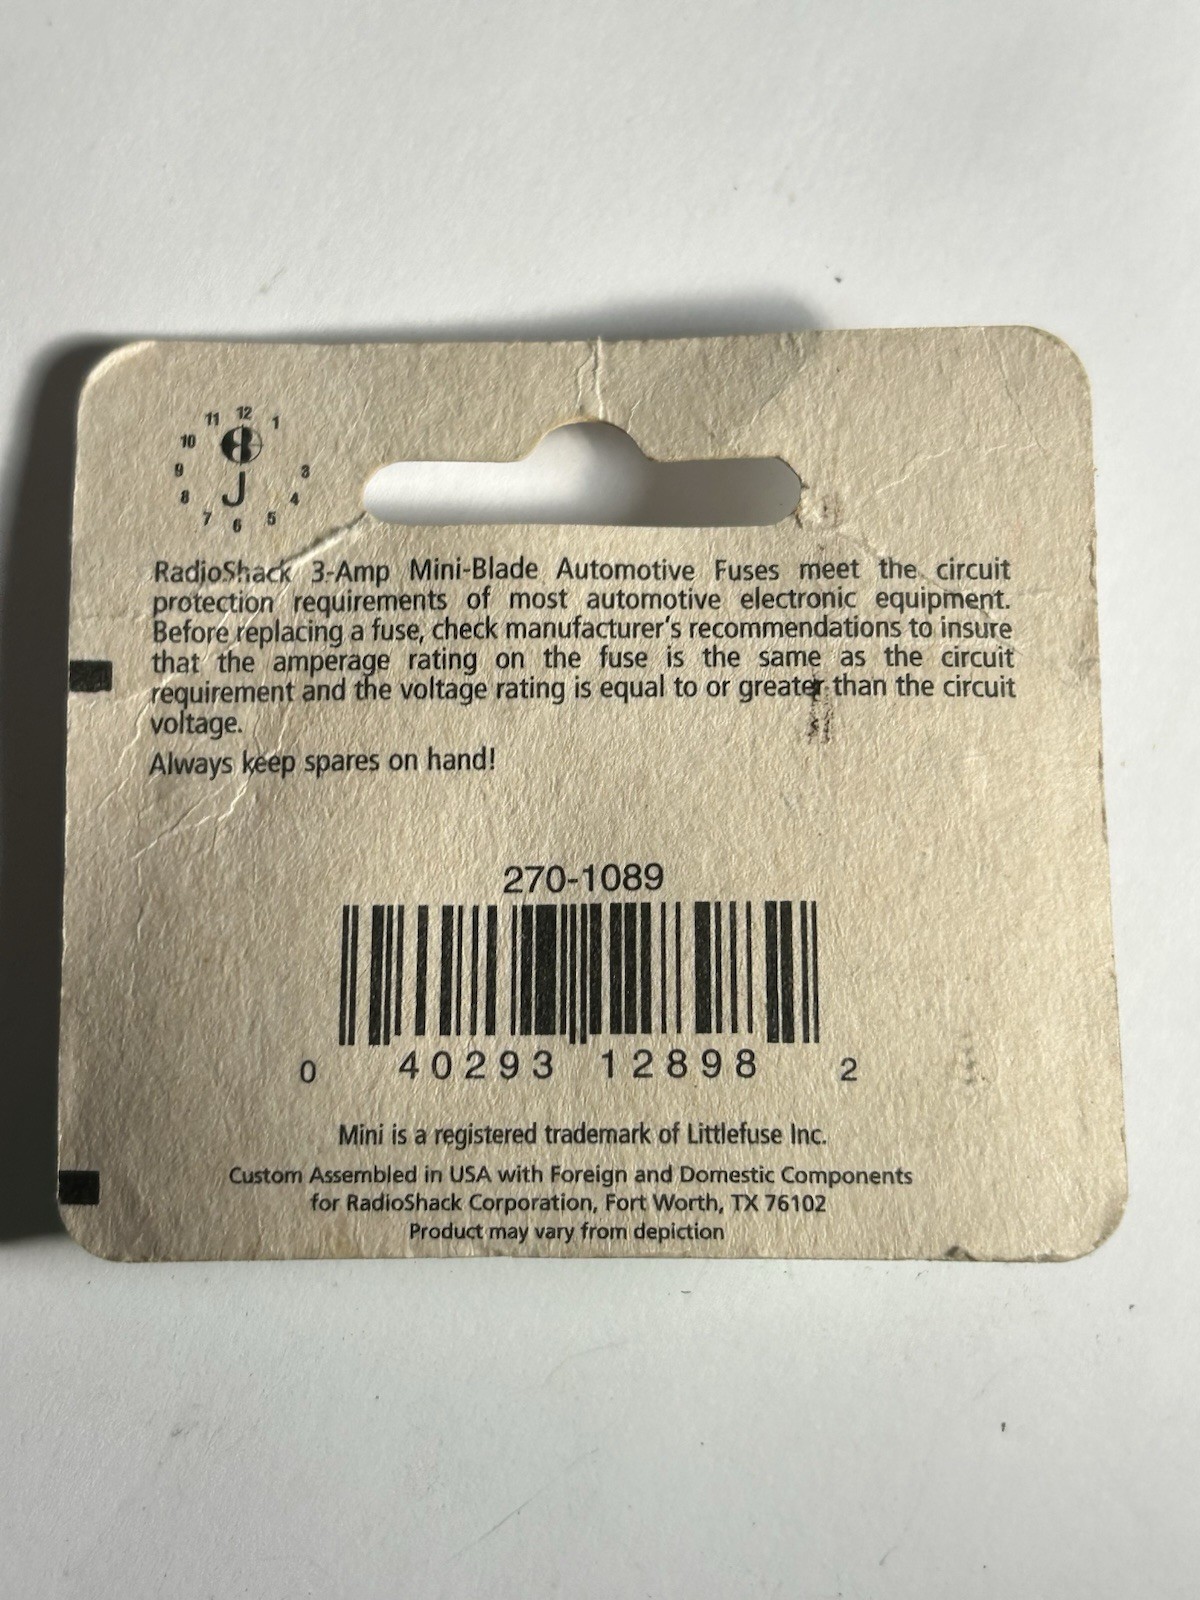 11 12 1
10
9 3
8 J 4
7 6 5
RadioShack 3-Amp Mini-Blade Automotive Fuses meet the circuit
protection requirements of most automotive electronic equipment.
Before replacing a fuse, check manufacturer's recommendations to insure
that the amperage rating on the fuse is the same as the circuit
requirement and the voltage rating is equal to or greater than the circuit
voltage.
Always keep spares on hand!
270-1089
0 40293 12898 2
Mini is a registered trademark of Littlefuse Inc.
Custom Assembled in USA with Foreign and Domestic Components
for RadioShack Corporation, Fort Worth, TX 76102
Product may vary from depiction